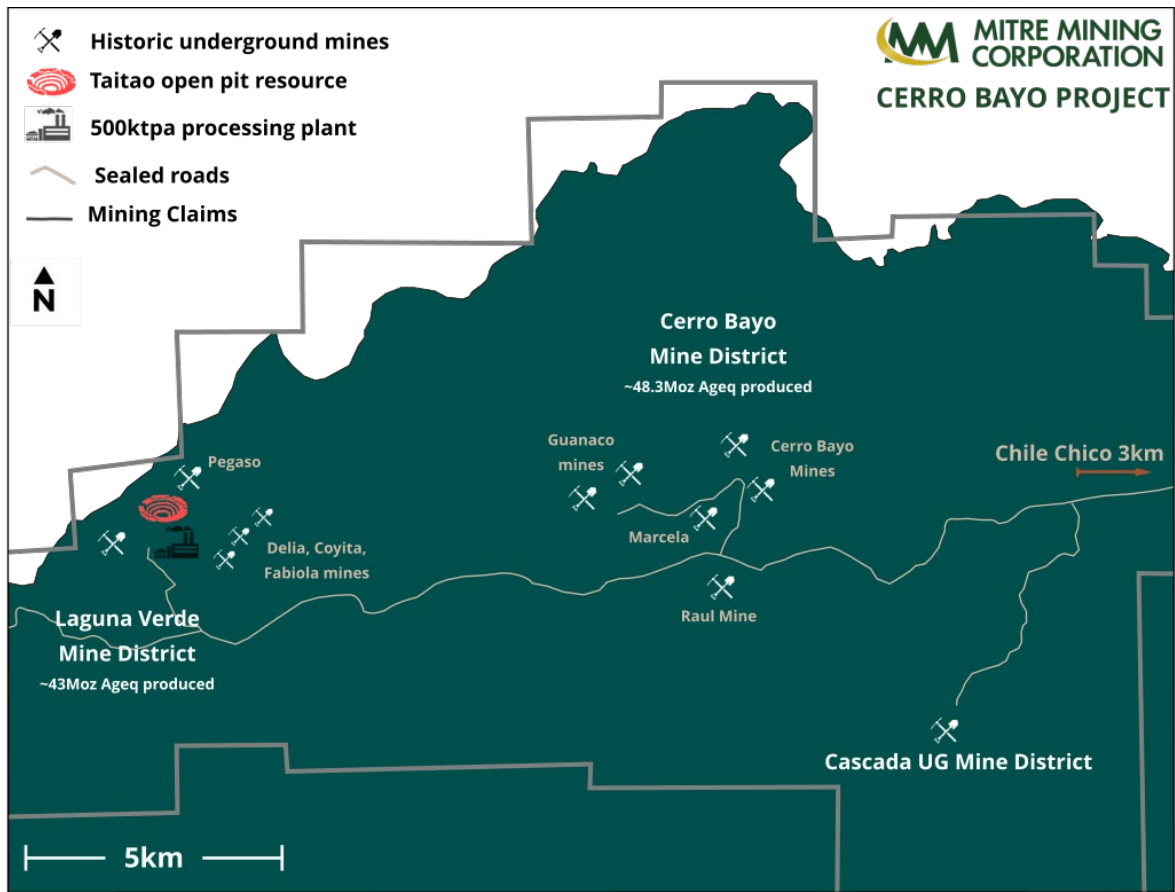 Historic underground mines
Taitao open pit resource
500ktpa processing plant
Sealed roads
Mining Claims
N
MITRE MINING
CORPORATION
CERRO BAYO PROJECT
Cerro Bayo
Mine District
~48.3Moz Ageq produced
Pegaso
Guanaco
mines
Cerro Bayo
Mines
Chile Chico 3km
Marcela
Delia, Coyita,
Fabiola mines
Raul Mine
Laguna Verde
Mine District
~43Moz Ageq produced
Cascada UG Mine District
5km